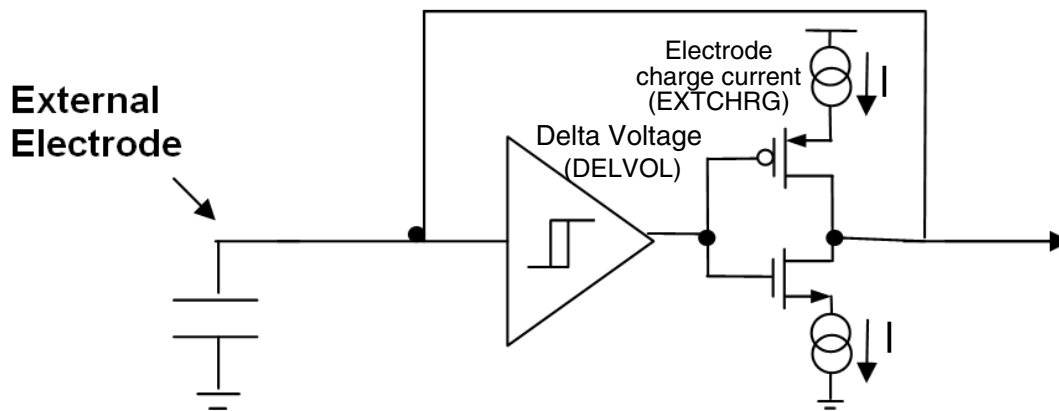 Electrode
charge current
(EXTCHRG)
I
External
Electrode
Delta Voltage
(DELVOL)
I